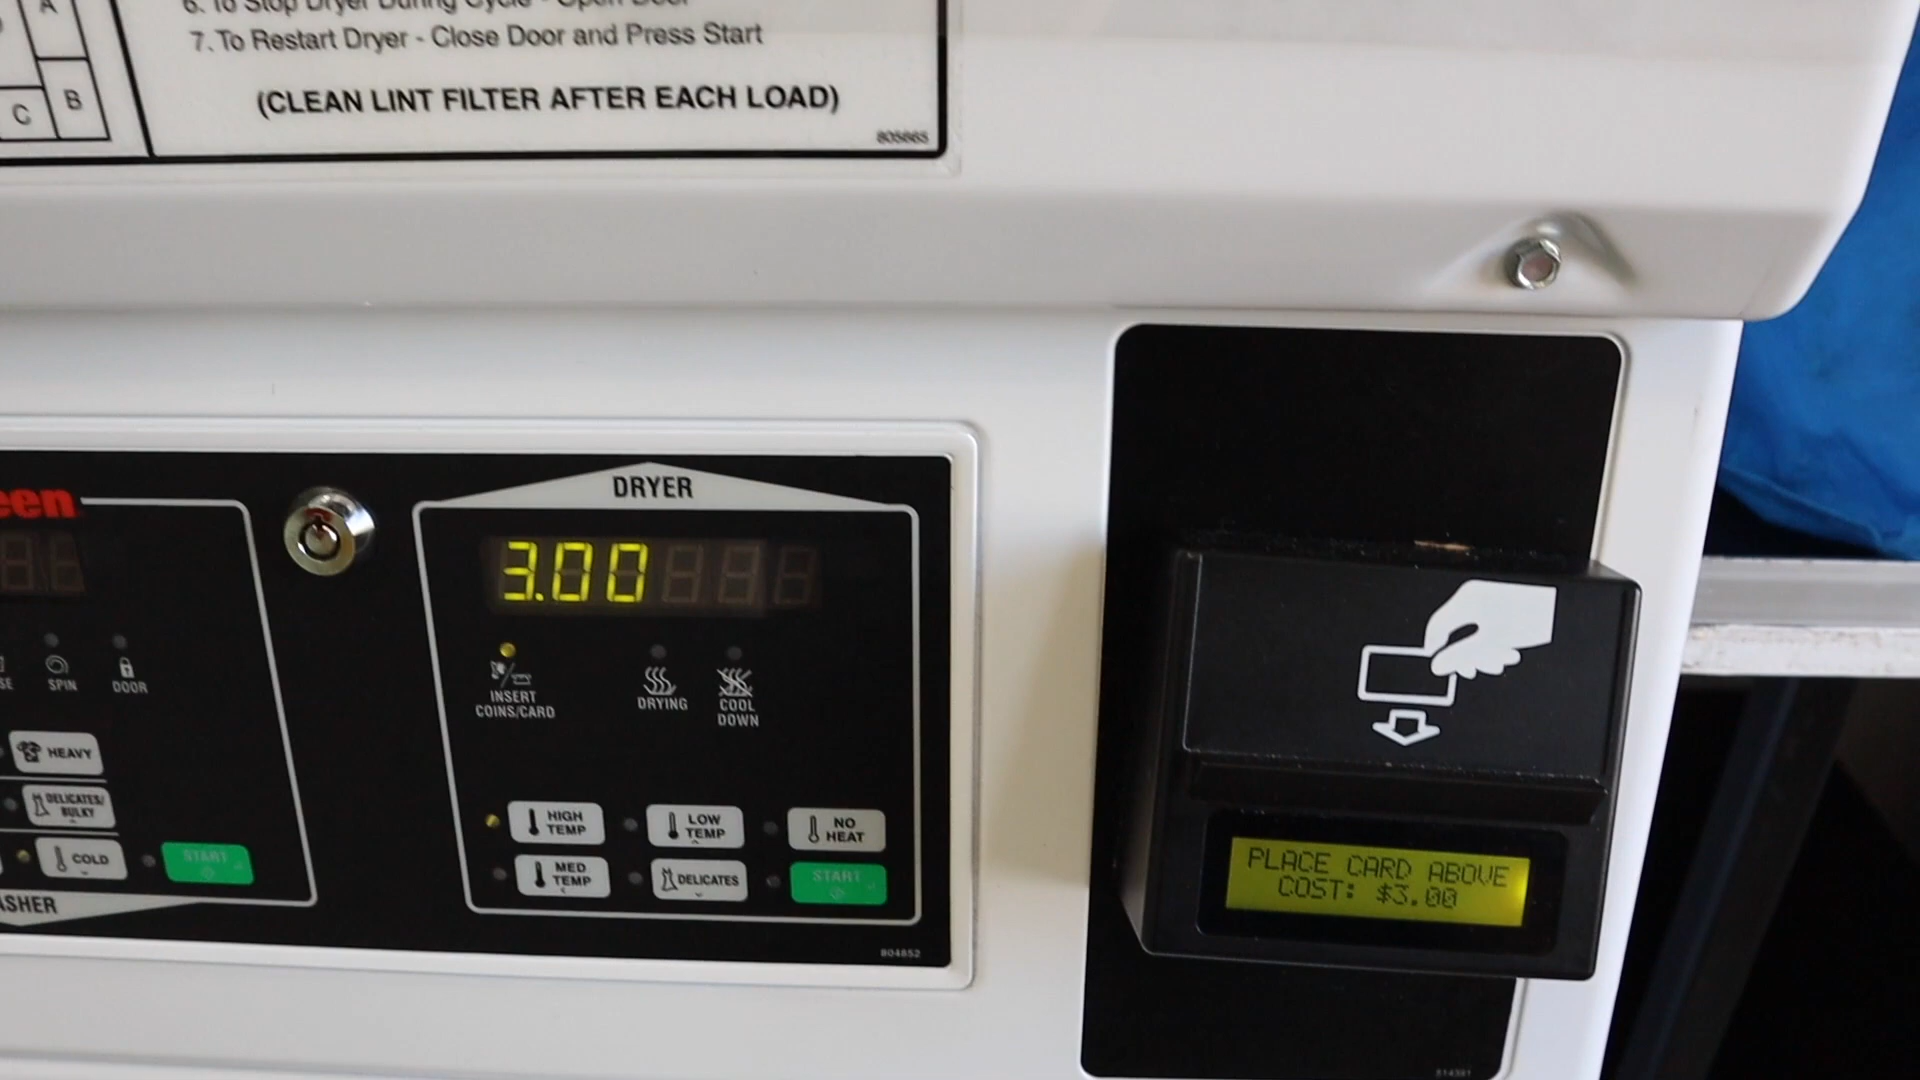 A
C
B
6. To Stop Dryer During Cycle - Open Door
7. To Restart Dryer - Close Door and Press Start
(CLEAN LINT FILTER AFTER EACH LOAD)
805665
DRYER
3.00
SPIN
DOOR
INSERT
COINS/CARD
DRYING
COOL
DOWN
HEAVY
DELICATES/
BULKY
COLD
START
HIGH
TEMP
LOW
TEMP
NO
HEAT
MED
TEMP
DELICATES
START
804852
PLACE CARD ABOVE
COST: $3.00